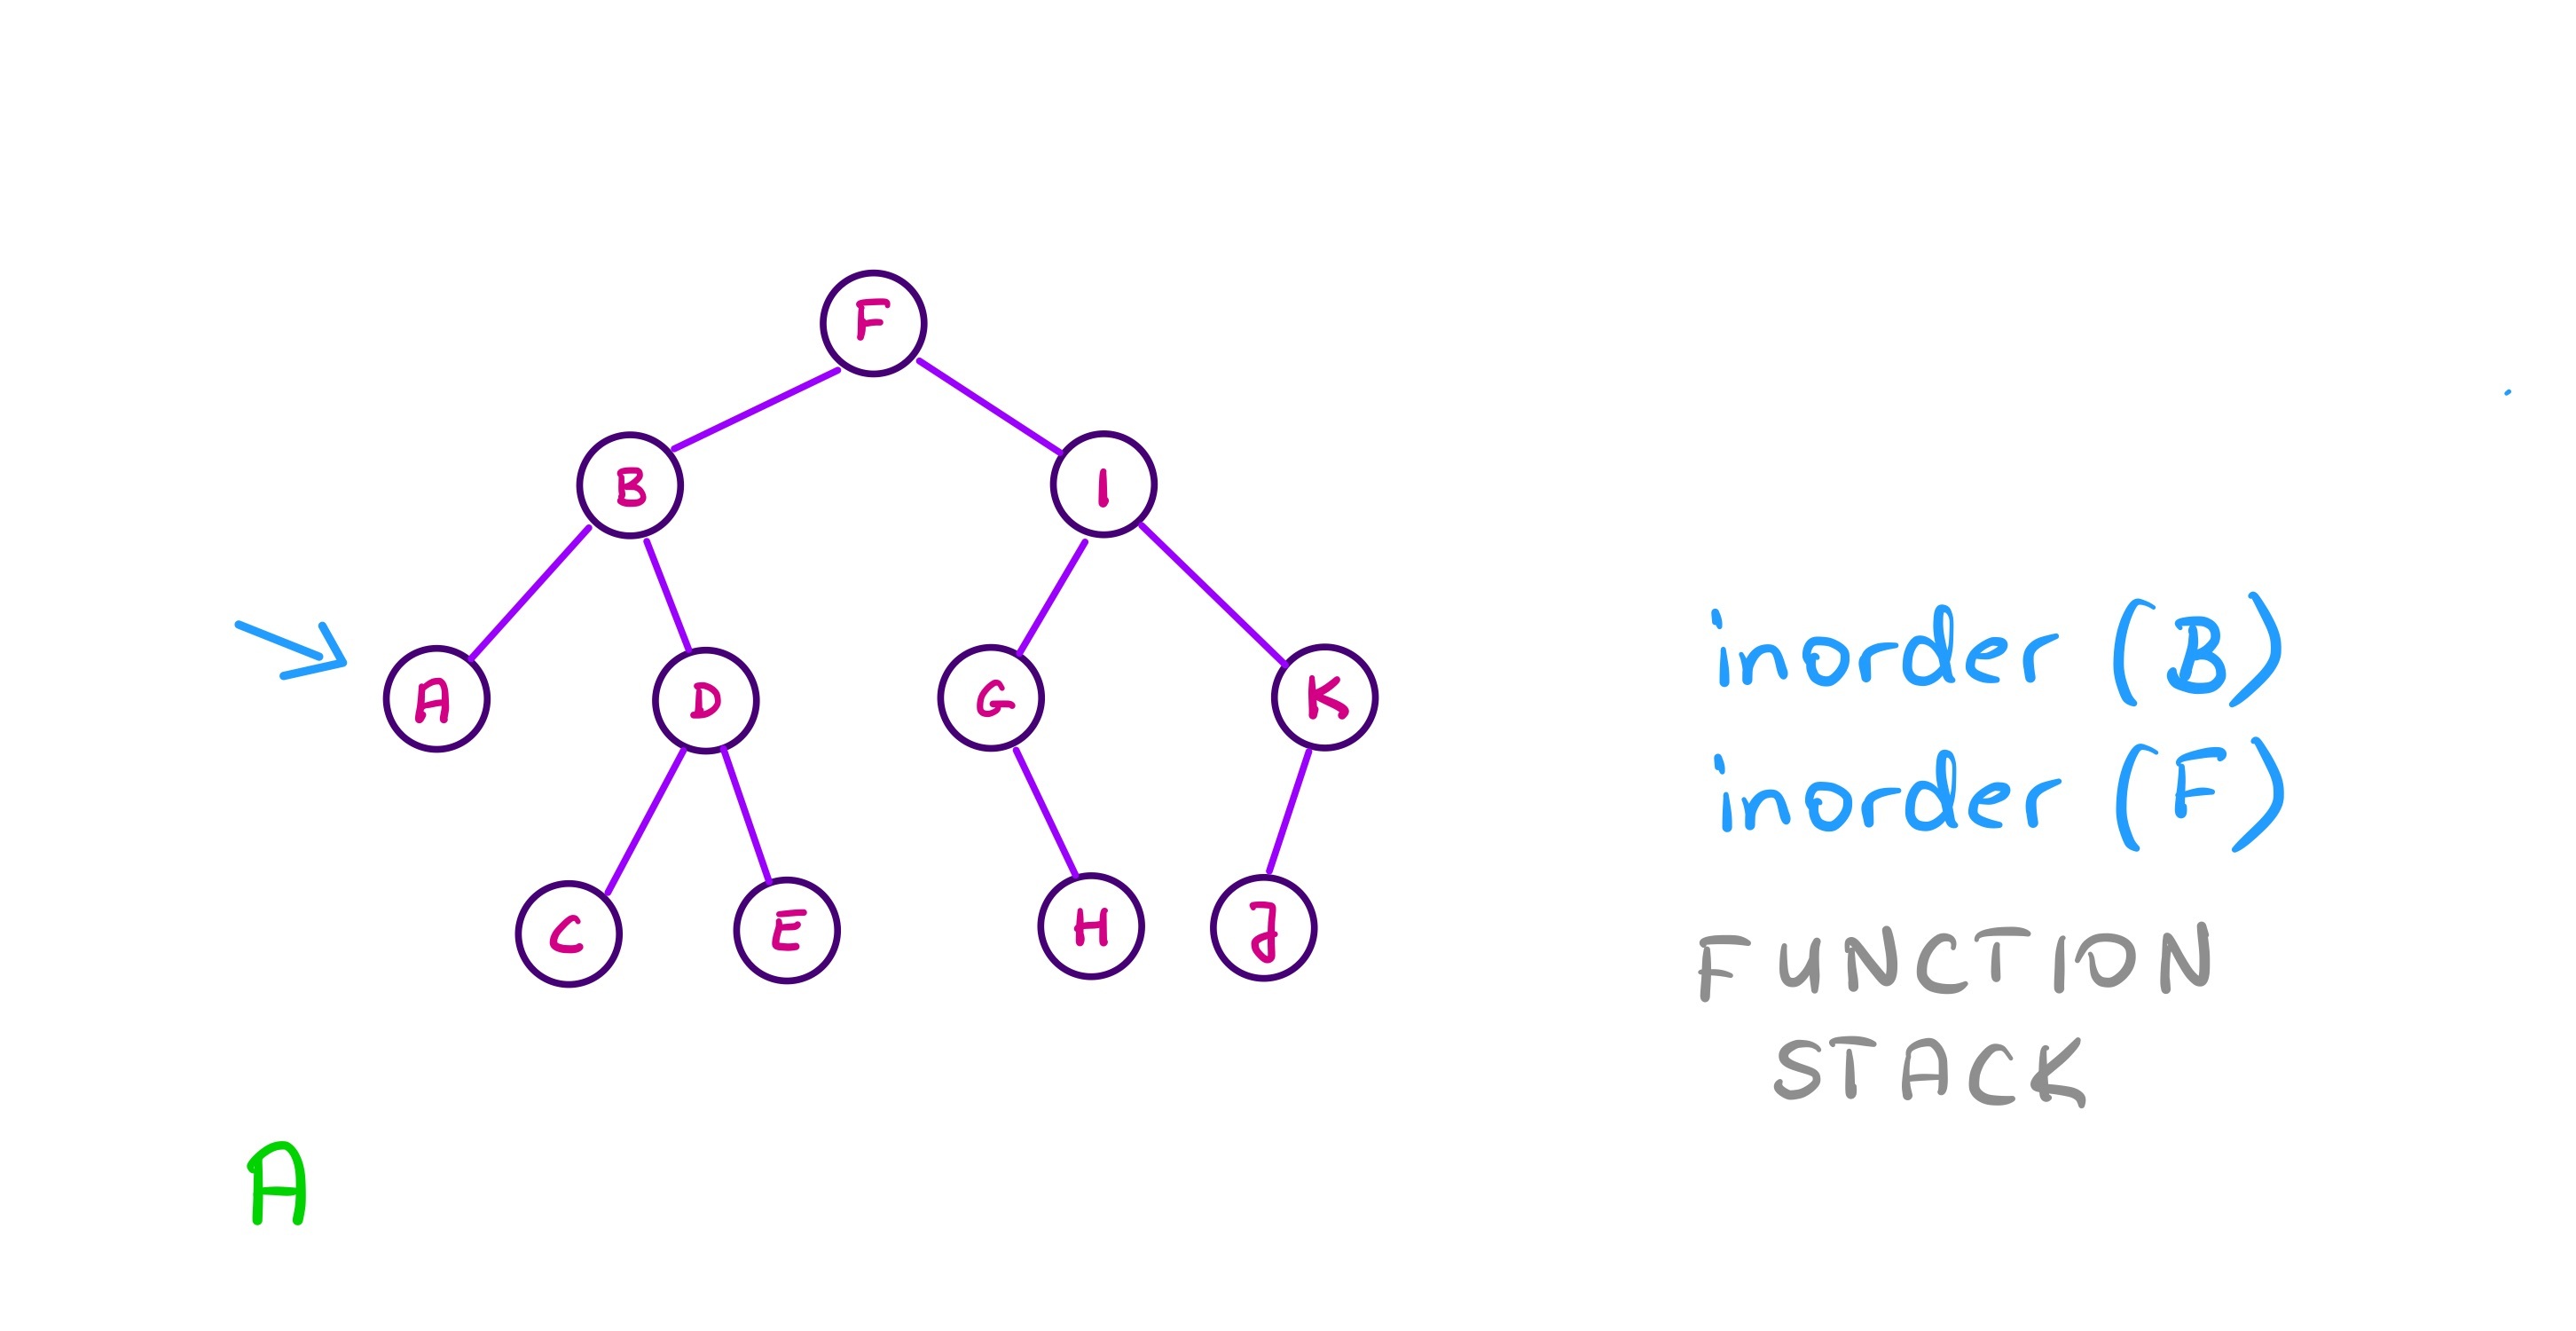 F
B I
A D G K
C E H J
inorder (B)
inorder (F)
FUNCTION
STACK
A